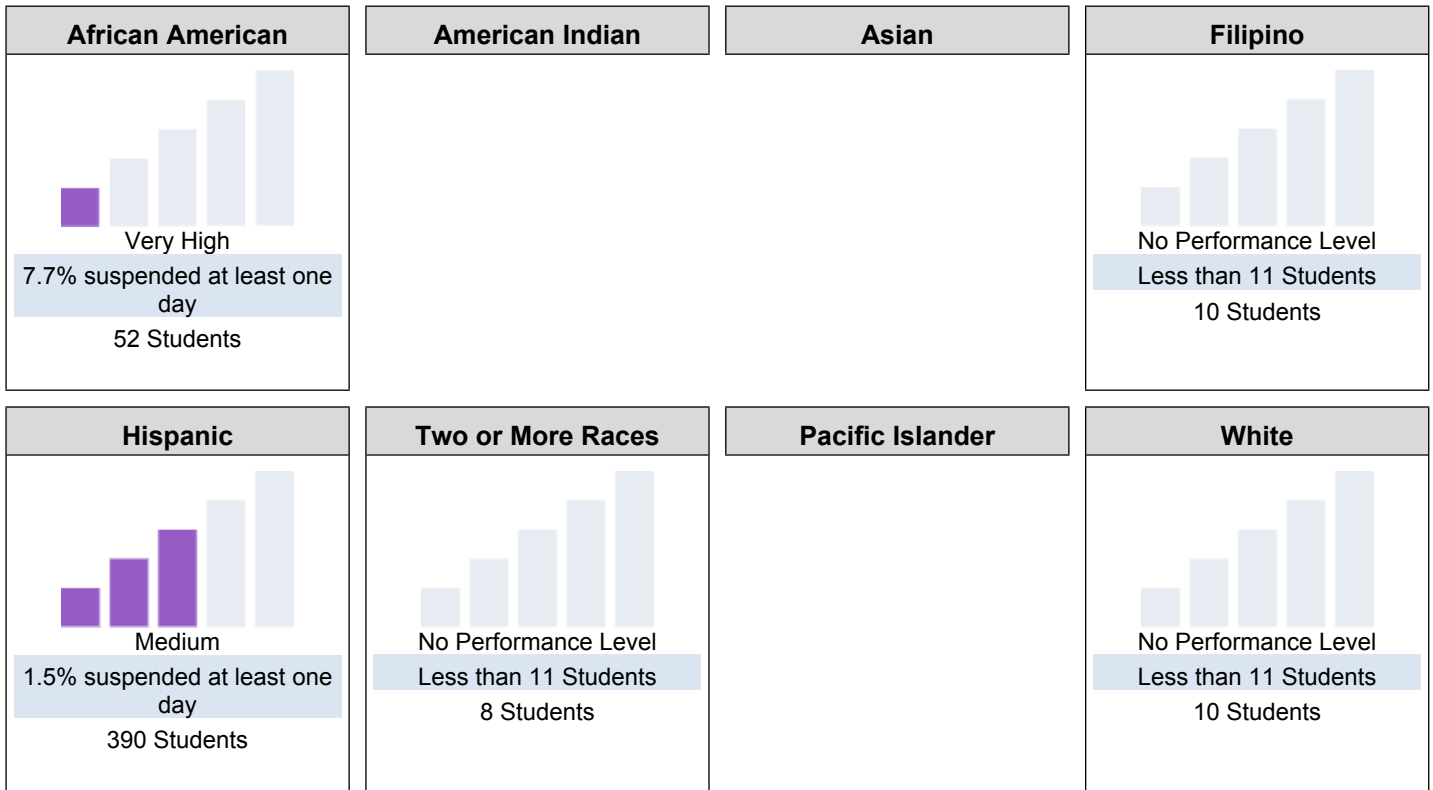 African American
Very High
7.7% suspended at least one
day
52 Students
American Indian
Asian
Filipino
No Performance Level
Less than 11 Students
10 Students
Hispanic
Medium
1.5% suspended at least one
day
390 Students
Two or More Races
No Performance Level
Less than 11 Students
8 Students
Pacific Islander
White
No Performance Level
Less than 11 Students
10 Students